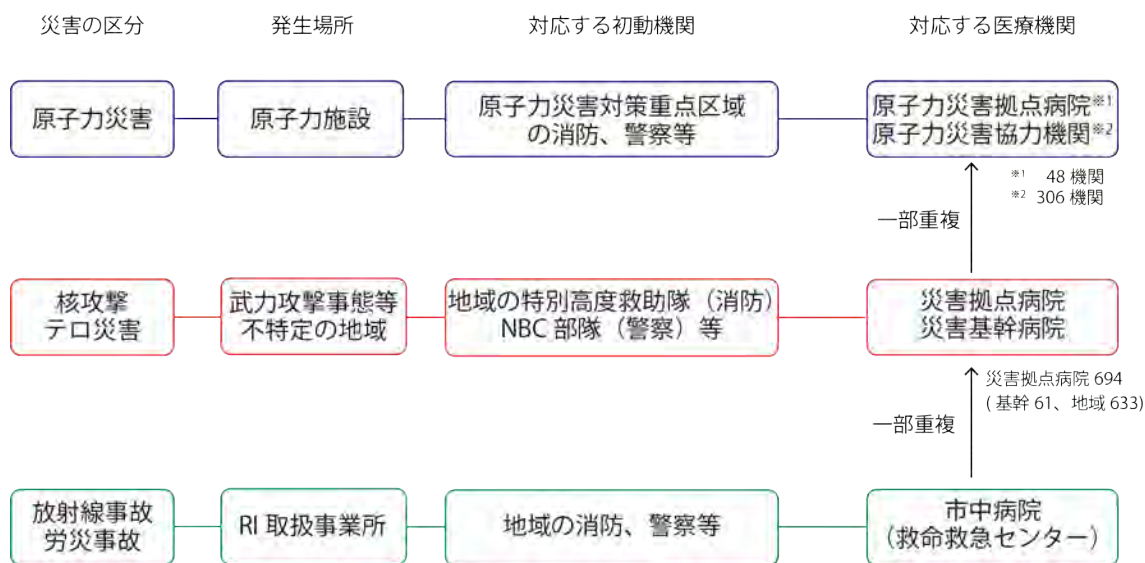 災害の区分
発生場所
対応する初動機関
対応する医療機関
原子力災害
原子力施設
原子力災害対策重点区域
の消防、警察等
原子力災害拠点病院※1
原子力災害協力機関※2
※1 48 機関
※2 306 機関
一部重複
核攻撃
テロ災害
武力攻撃事態等
不特定の地域
地域の特別高度救助隊(消防)
NBC 部隊(警察)等
災害拠点病院
災害基幹病院
災害拠点病院 694
( 基幹 61、地域 633)
一部重複
放射線事故
労災事故
RI 取扱事業所
地域の消防、警察等
市中病院
(救命救急センター)